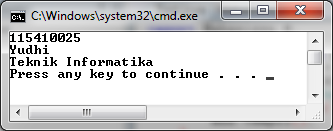 C:\Windows\system32\cmd.exe
115410025
Yudhi
Teknik Informatika
Press any key to continue . . . _